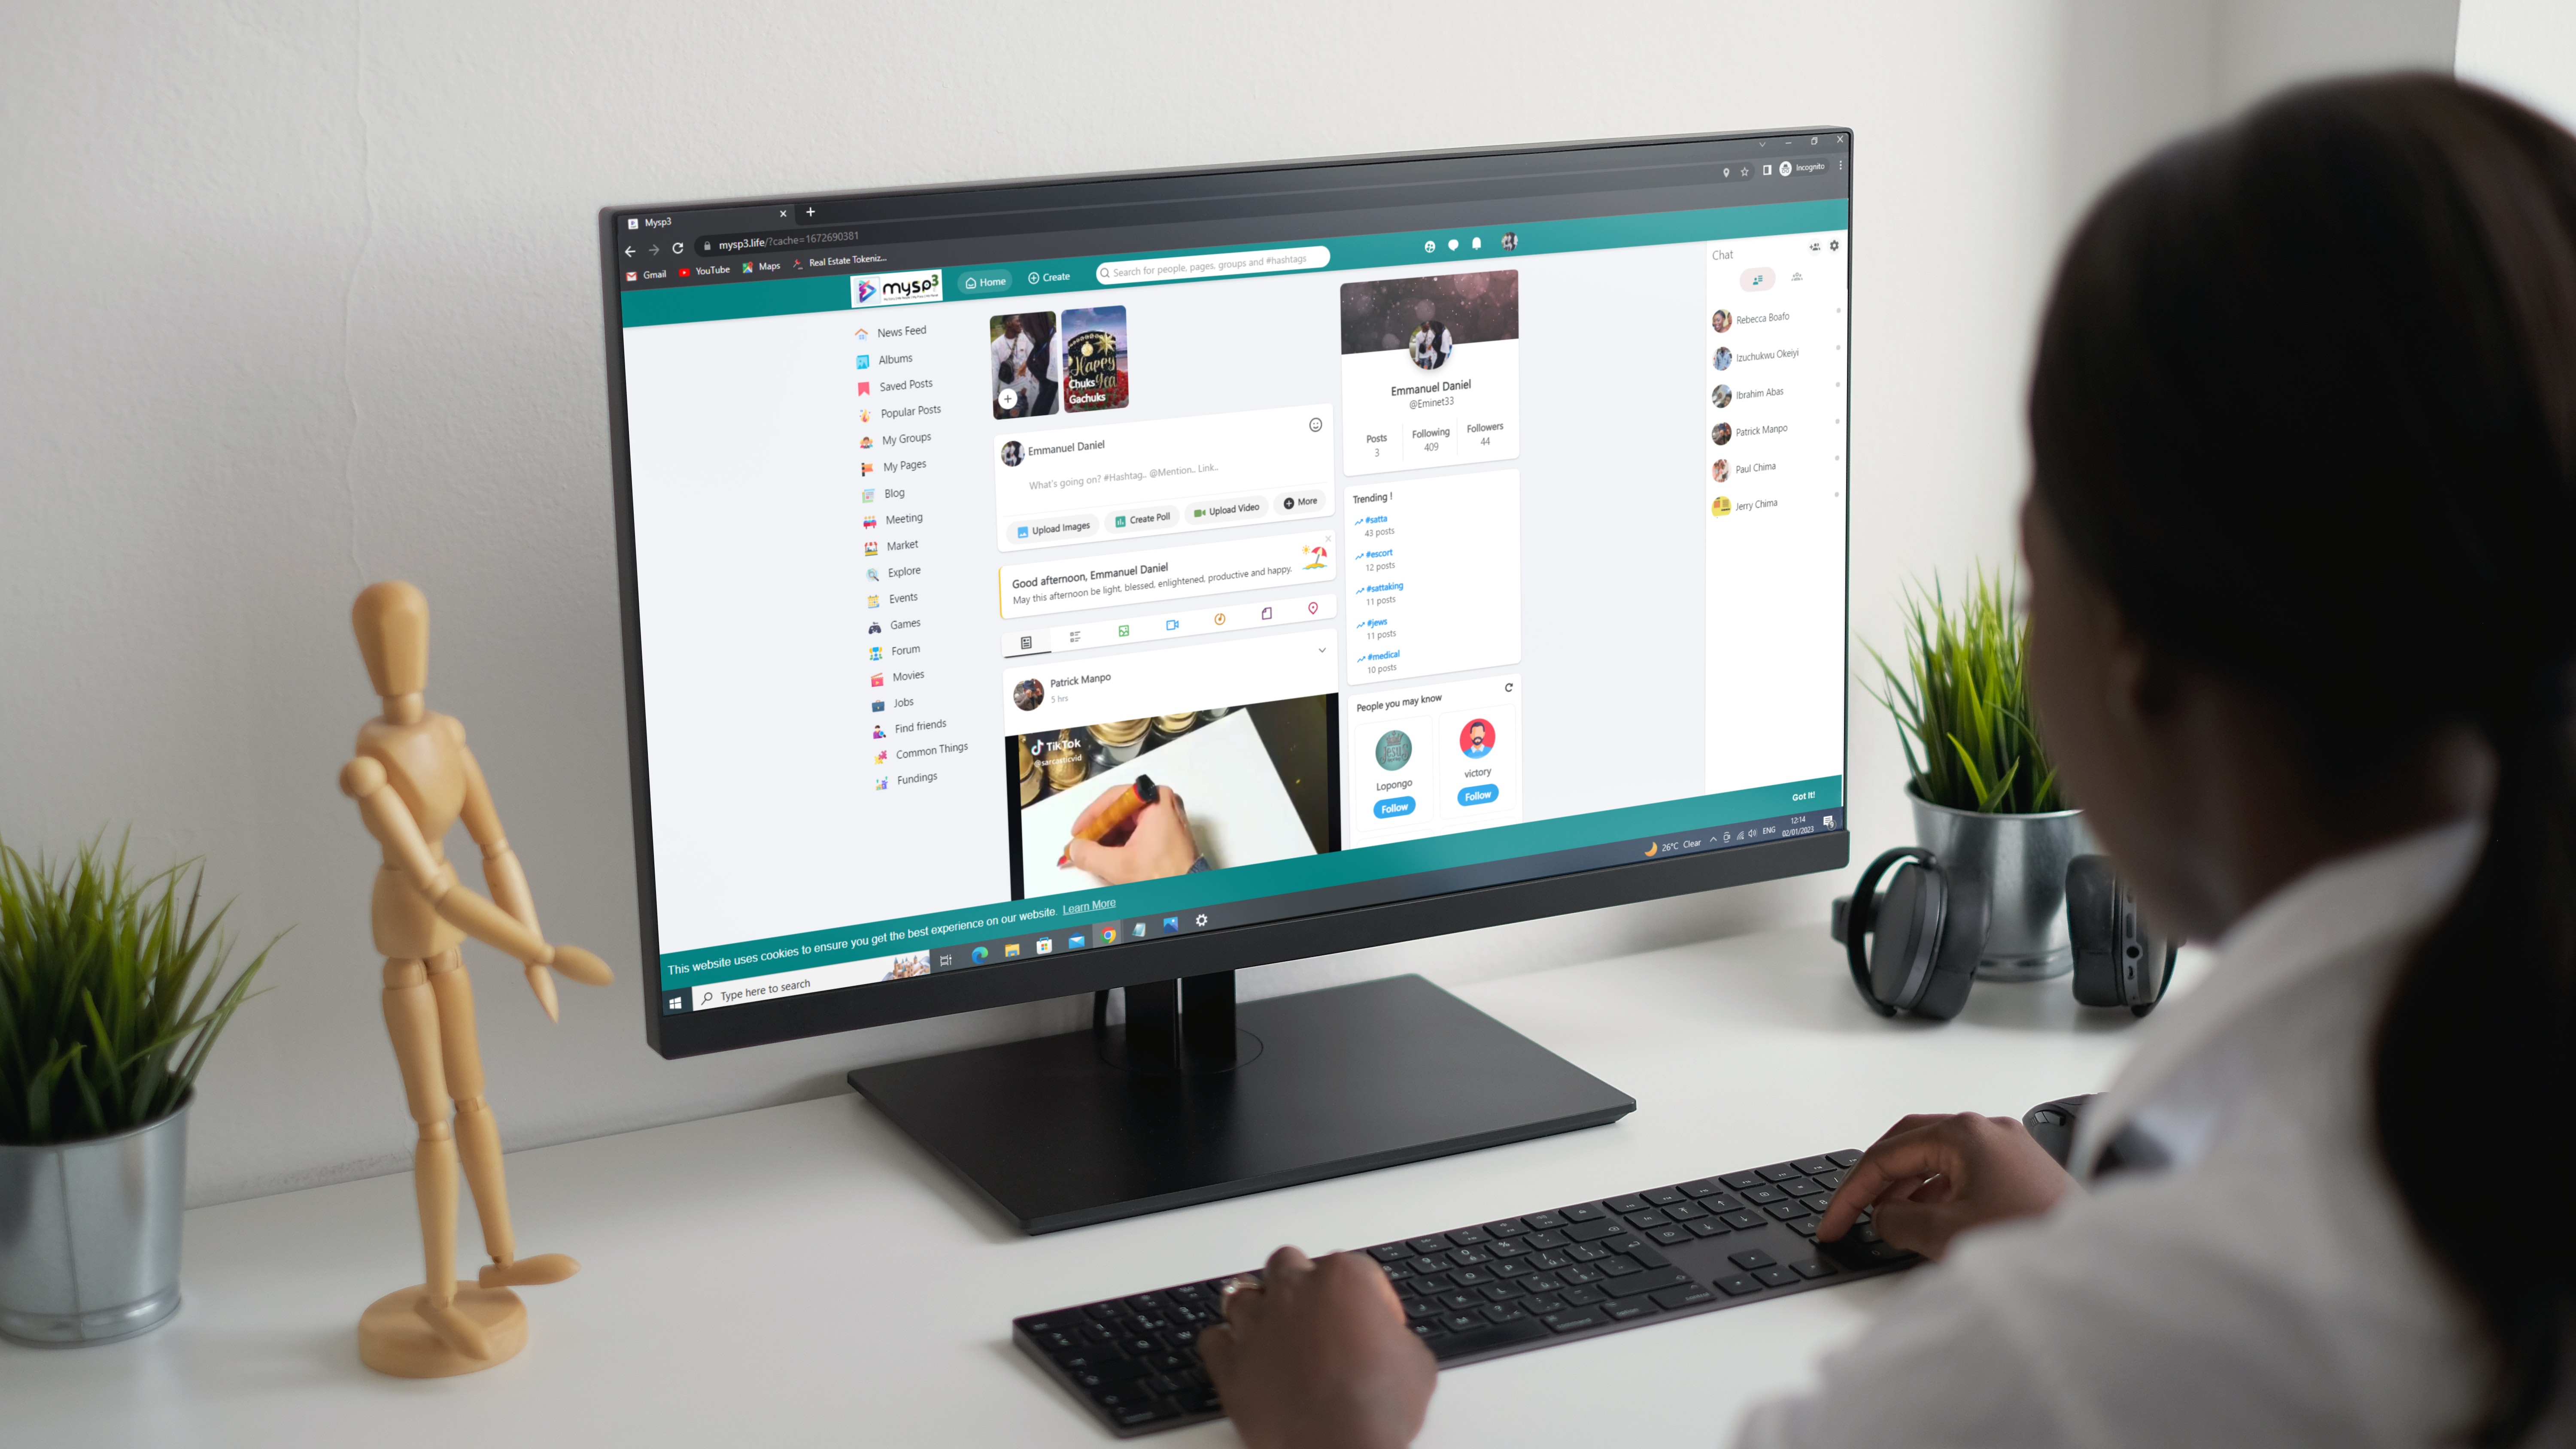 Mysp3
mysp3.life/?cache=1672690381
Incognito
Gmail
YouTube
Maps
Real Estate Tokeniz...
mysp3
Home
Create
Search for people, pages, groups and #hashtags
News Feed
Albums
Saved Posts
Popular Posts
My Groups
My Pages
Blog
Meeting
Market
Explore
Events
Games
Forum
Movies
Jobs
Find friends
Common Things
Fundings
Happy
Chuks
Gachuks
Emmanuel Daniel
What's going on? #Hashtag.. @Mention.. Link..
Upload Images
Create Poll
Upload Video
More
Good afternoon, Emmanuel Daniel
May this afternoon be light, blessed, enlightened, productive and happy.
Patrick Manpo
5 hrs
TikTok
@sarcasticvid
Emmanuel Daniel
@Eminet33
Posts
3
Following
409
Followers
44
Trending !
#satta
43 posts
#escort
12 posts
#sattaking
11 posts
#jews
11 posts
#medical
10 posts
People you may know
Lopongo
Follow
victory
Follow
Chat
Rebecca Boafo
Izuchukwu Okeiyi
Ibrahim Abas
Patrick Manpo
Paul Chima
Jerry Chima
This website uses cookies to ensure you get the best experience on our website. Learn More
Got It!
Type here to search
26°C Clear
ENG
12:14
02/01/2023